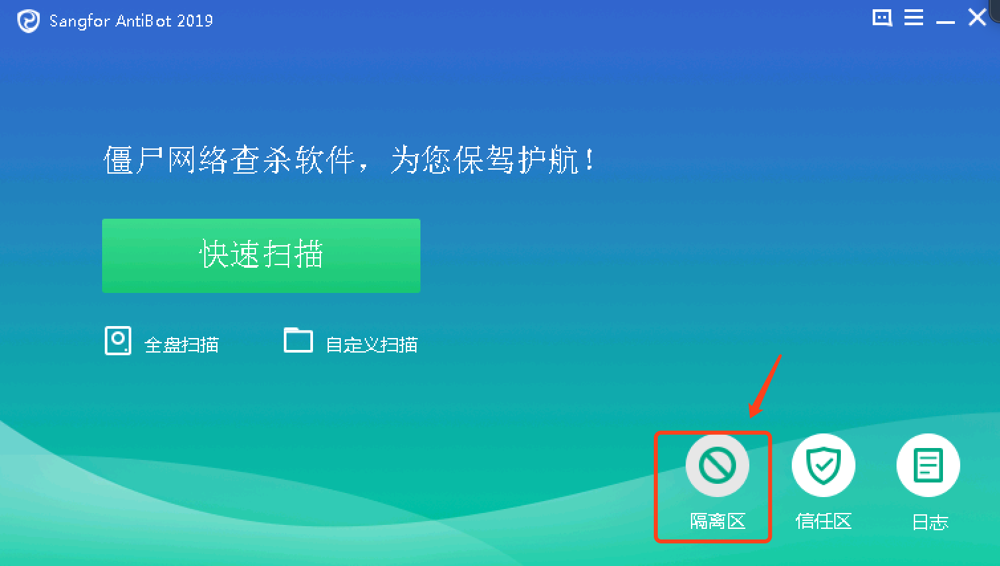 Sangfor AntiBot 2019
僵尸网络查杀软件，为您保驾护航！
快速扫描
全盘扫描
自定义扫描
隔离区
信任区
日志